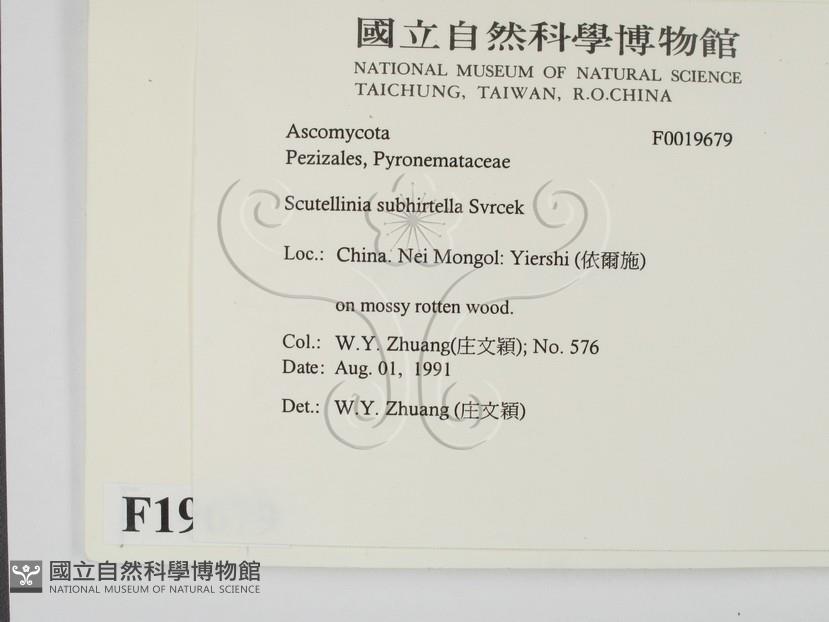 國立自然科學博物館
NATIONAL MUSEUM OF NATURAL SCIENCE
TAICHUNG, TAIWAN, R.O.CHINA
Ascomycota F0019679
Pezizales, Pyronemataceae
Scutellinia subhirtella Svrcek
Loc.: China. Nei Mongol: Yiershi (依爾施)
on mossy rotten wood.
Col.: W.Y. Zhuang(庄文穎); No. 576
Date: Aug. 01, 1991
Det.: W.Y. Zhuang (庄文穎)
F19679
國立自然科學博物館
NATIONAL MUSEUM OF NATURAL SCIENCE